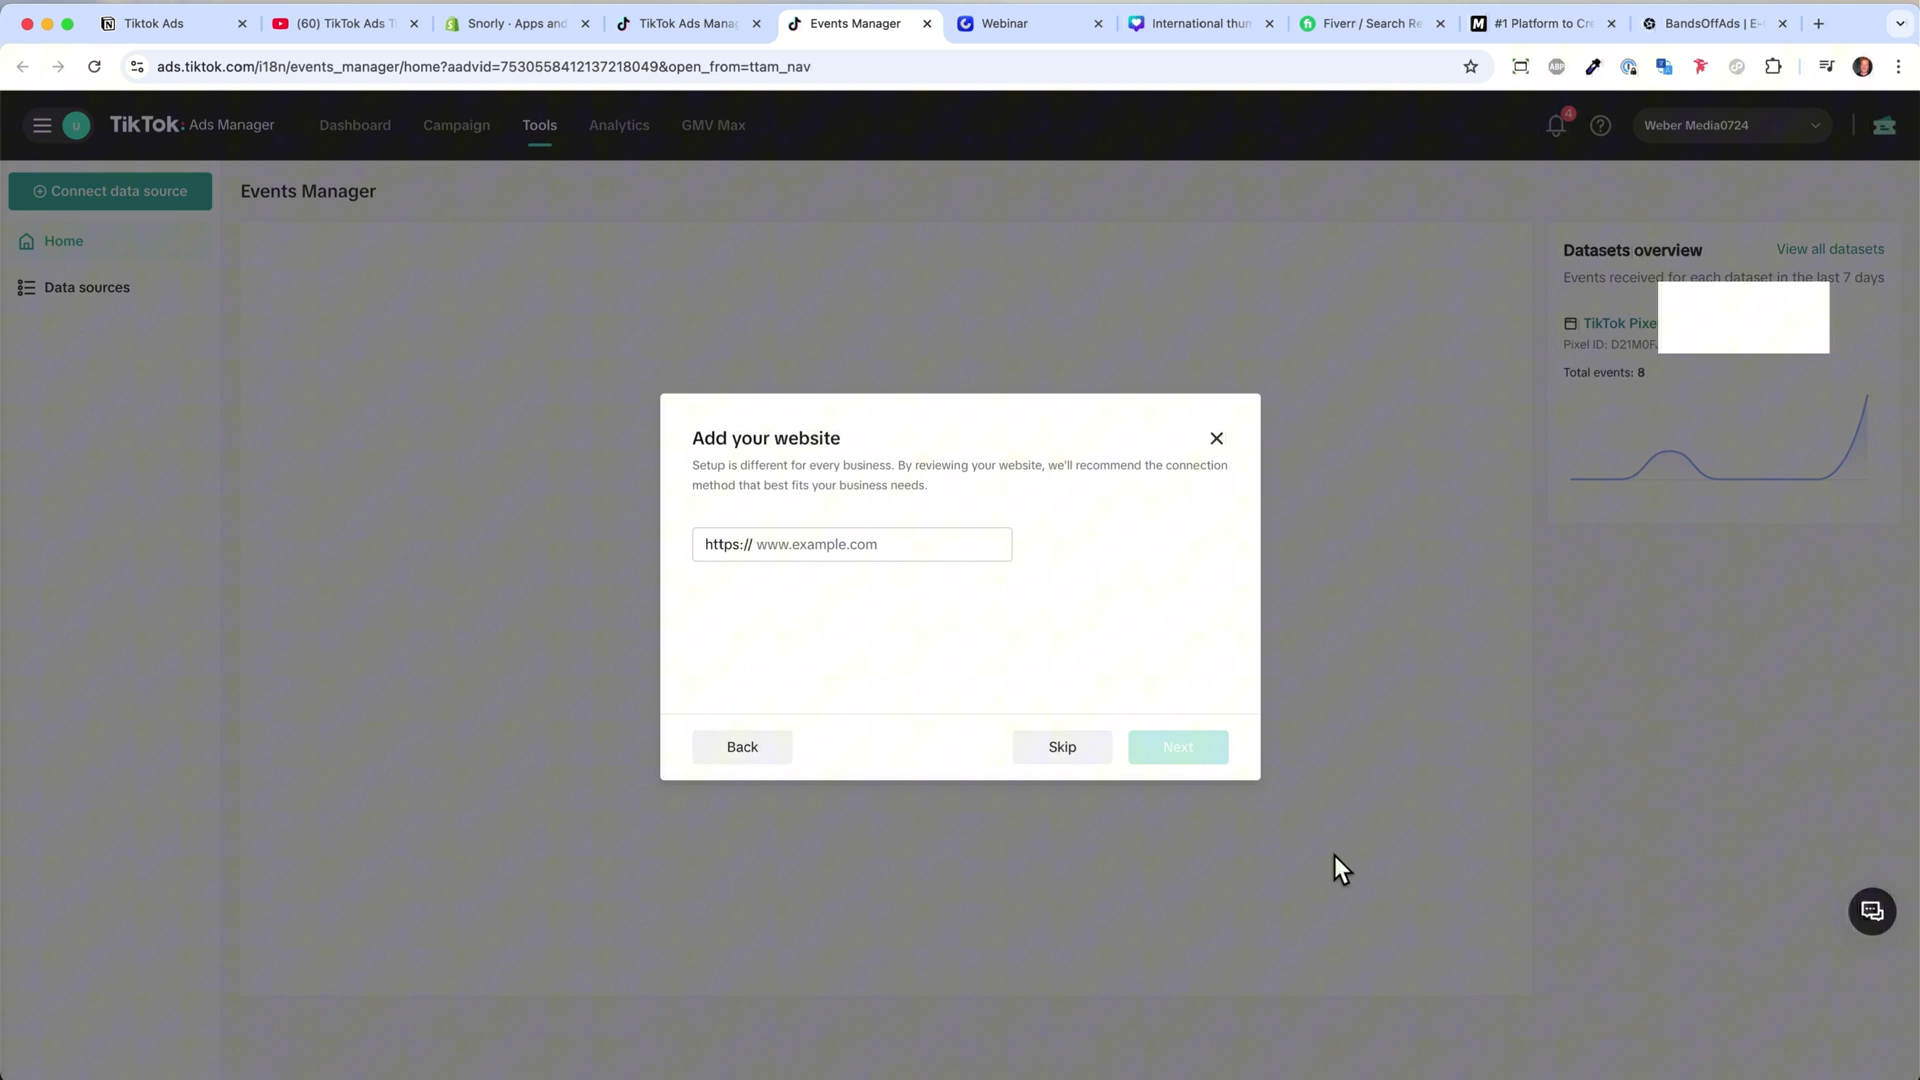 Tiktok Ads
(60) TikTok Ads T
Snorly · Apps and
TikTok Ads Manag
Events Manager
Webinar
International thum
Fiverr / Search Re
#1 Platform to Cre
BandsOffAds | E-
ads.tiktok.com/i18n/events_manager/home?aadvid=7530558412137218049&open_from=ttam_nav
ABP
U
TikTok: Ads Manager
Dashboard
Campaign
Tools
Analytics
GMV Max
4
Weber Media0724
Connect data source
Home
Data sources
Events Manager
Datasets overview
View all datasets
Events received for each dataset in the last 7 days
TikTok Pixe
Pixel ID: D21M0F
Total events: 8
Add your website
Setup is different for every business. By reviewing your website, we'll recommend the connection
method that best fits your business needs.
https:// www.example.com
Back
Skip
Next